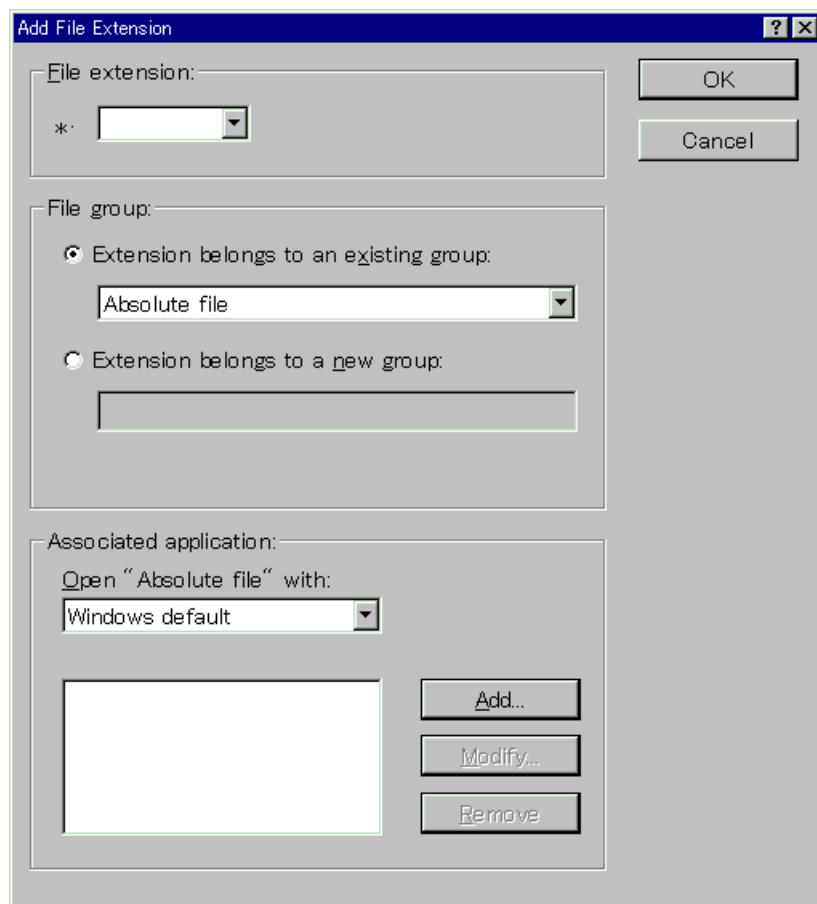 Add File Extension
File extension:
OK
*.
Cancel
File group:
Extension belongs to an existing group:
Absolute file
Extension belongs to a new group:
Associated application:
Open "Absolute file" with:
Windows default
Add...
Modify...
Remove